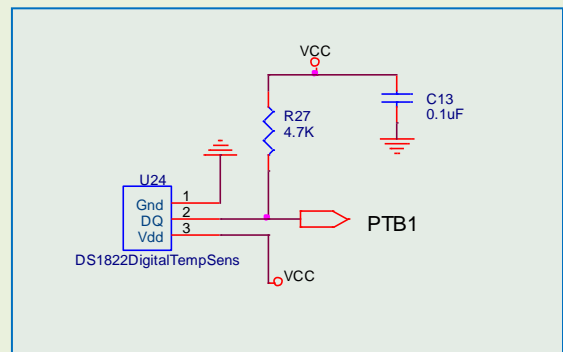 VCC
C13
0.1uF
R27
4.7K
U24
Gnd 1
DQ 2
Vdd 3
PTB1
DS1822DigitalTempSens
VCC